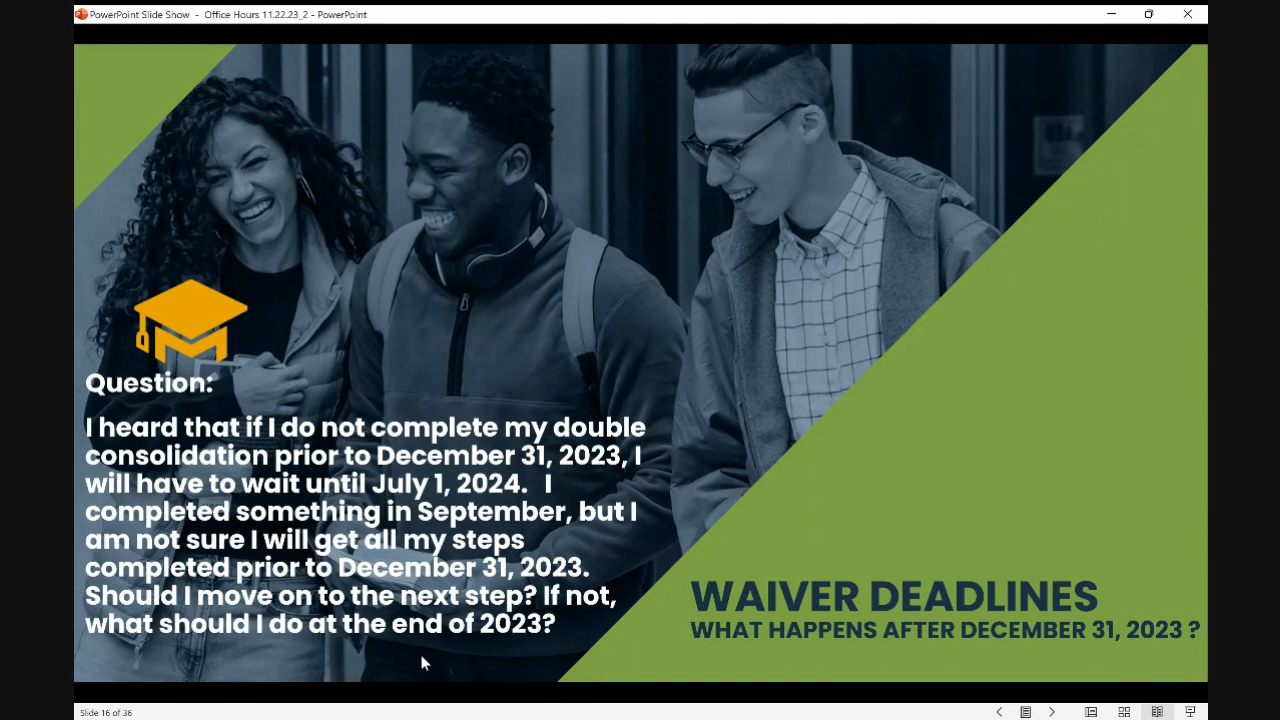 PowerPoint Slide Show - Office Hours 11.22.23_2 - PowerPoint
Question:
I heard that if I do not complete my double
consolidation prior to December 31, 2023, I
will have to wait until July 1, 2024. I
completed something in September, but I
am not sure I will get all my steps
completed prior to December 31, 2023.
Should I move on to the next step? If not,
what should I do at the end of 2023?
WAIVER DEADLINES
WHAT HAPPENS AFTER DECEMBER 31, 2023 ?
Slide 16 of 36